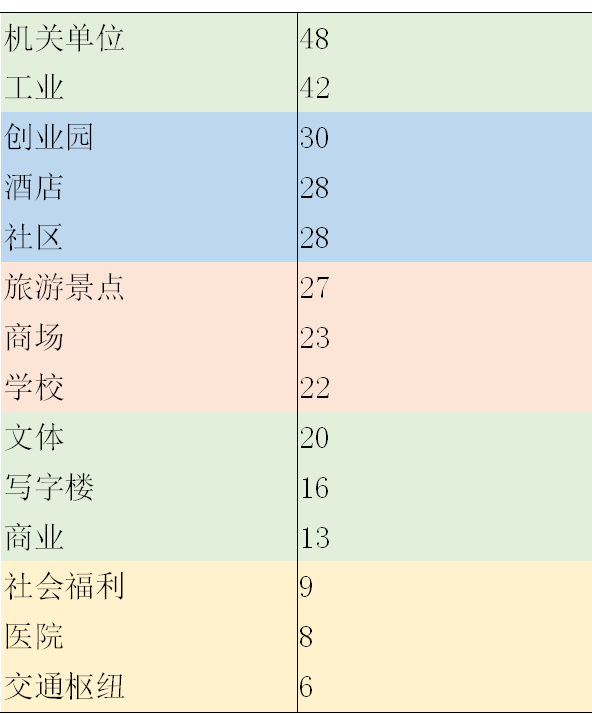 机关单位 48
工业 42
创业园 30
酒店 28
社区 28
旅游景点 27
商场 23
学校 22
文体 20
写字楼 16
商业 13
社会福利 9
医院 8
交通枢纽 6